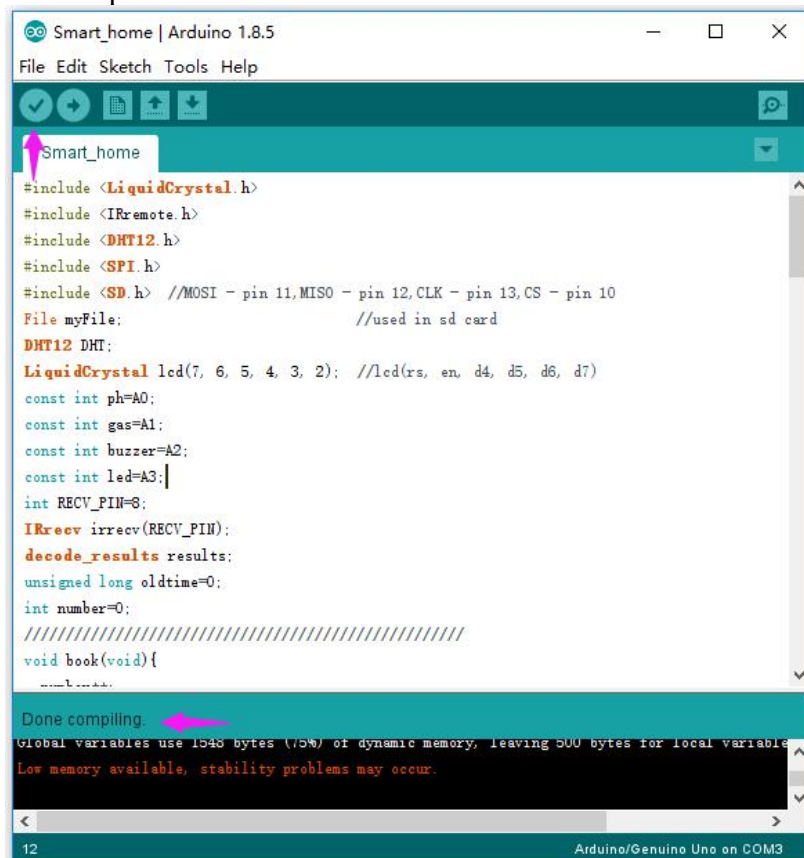 Smart_home | Arduino 1.8.5
File Edit Sketch Tools Help
Smart_home
#include <LiquidCrystal.h>
#include <IRremote.h>
#include <DHT12.h>
#include <SPI.h>
#include <SD.h>  //MOSI - pin 11,MISO - pin 12,CLK - pin 13,CS - pin 10
File myFile;                              //used in sd card
DHT12 DHT;
LiquidCrystal lcd(7, 6, 5, 4, 3, 2);  //lcd(rs, en, d4, d5, d6, d7)
const int ph=A0;
const int gas=A1;
const int buzzer=A2;
const int led=A3;
int RECV_PIN=8;
IRrecv irrecv(RECV_PIN);
decode_results results;
unsigned long oldtime=0;
int number=0;
/////////////////////////////////////////////////////
void book(void){
Done compiling.
Global variables use 1548 bytes (75%) of dynamic memory, leaving 500 bytes for local variable
Low memory available, stability problems may occur.
12
Arduino/Genuino Uno on COM3